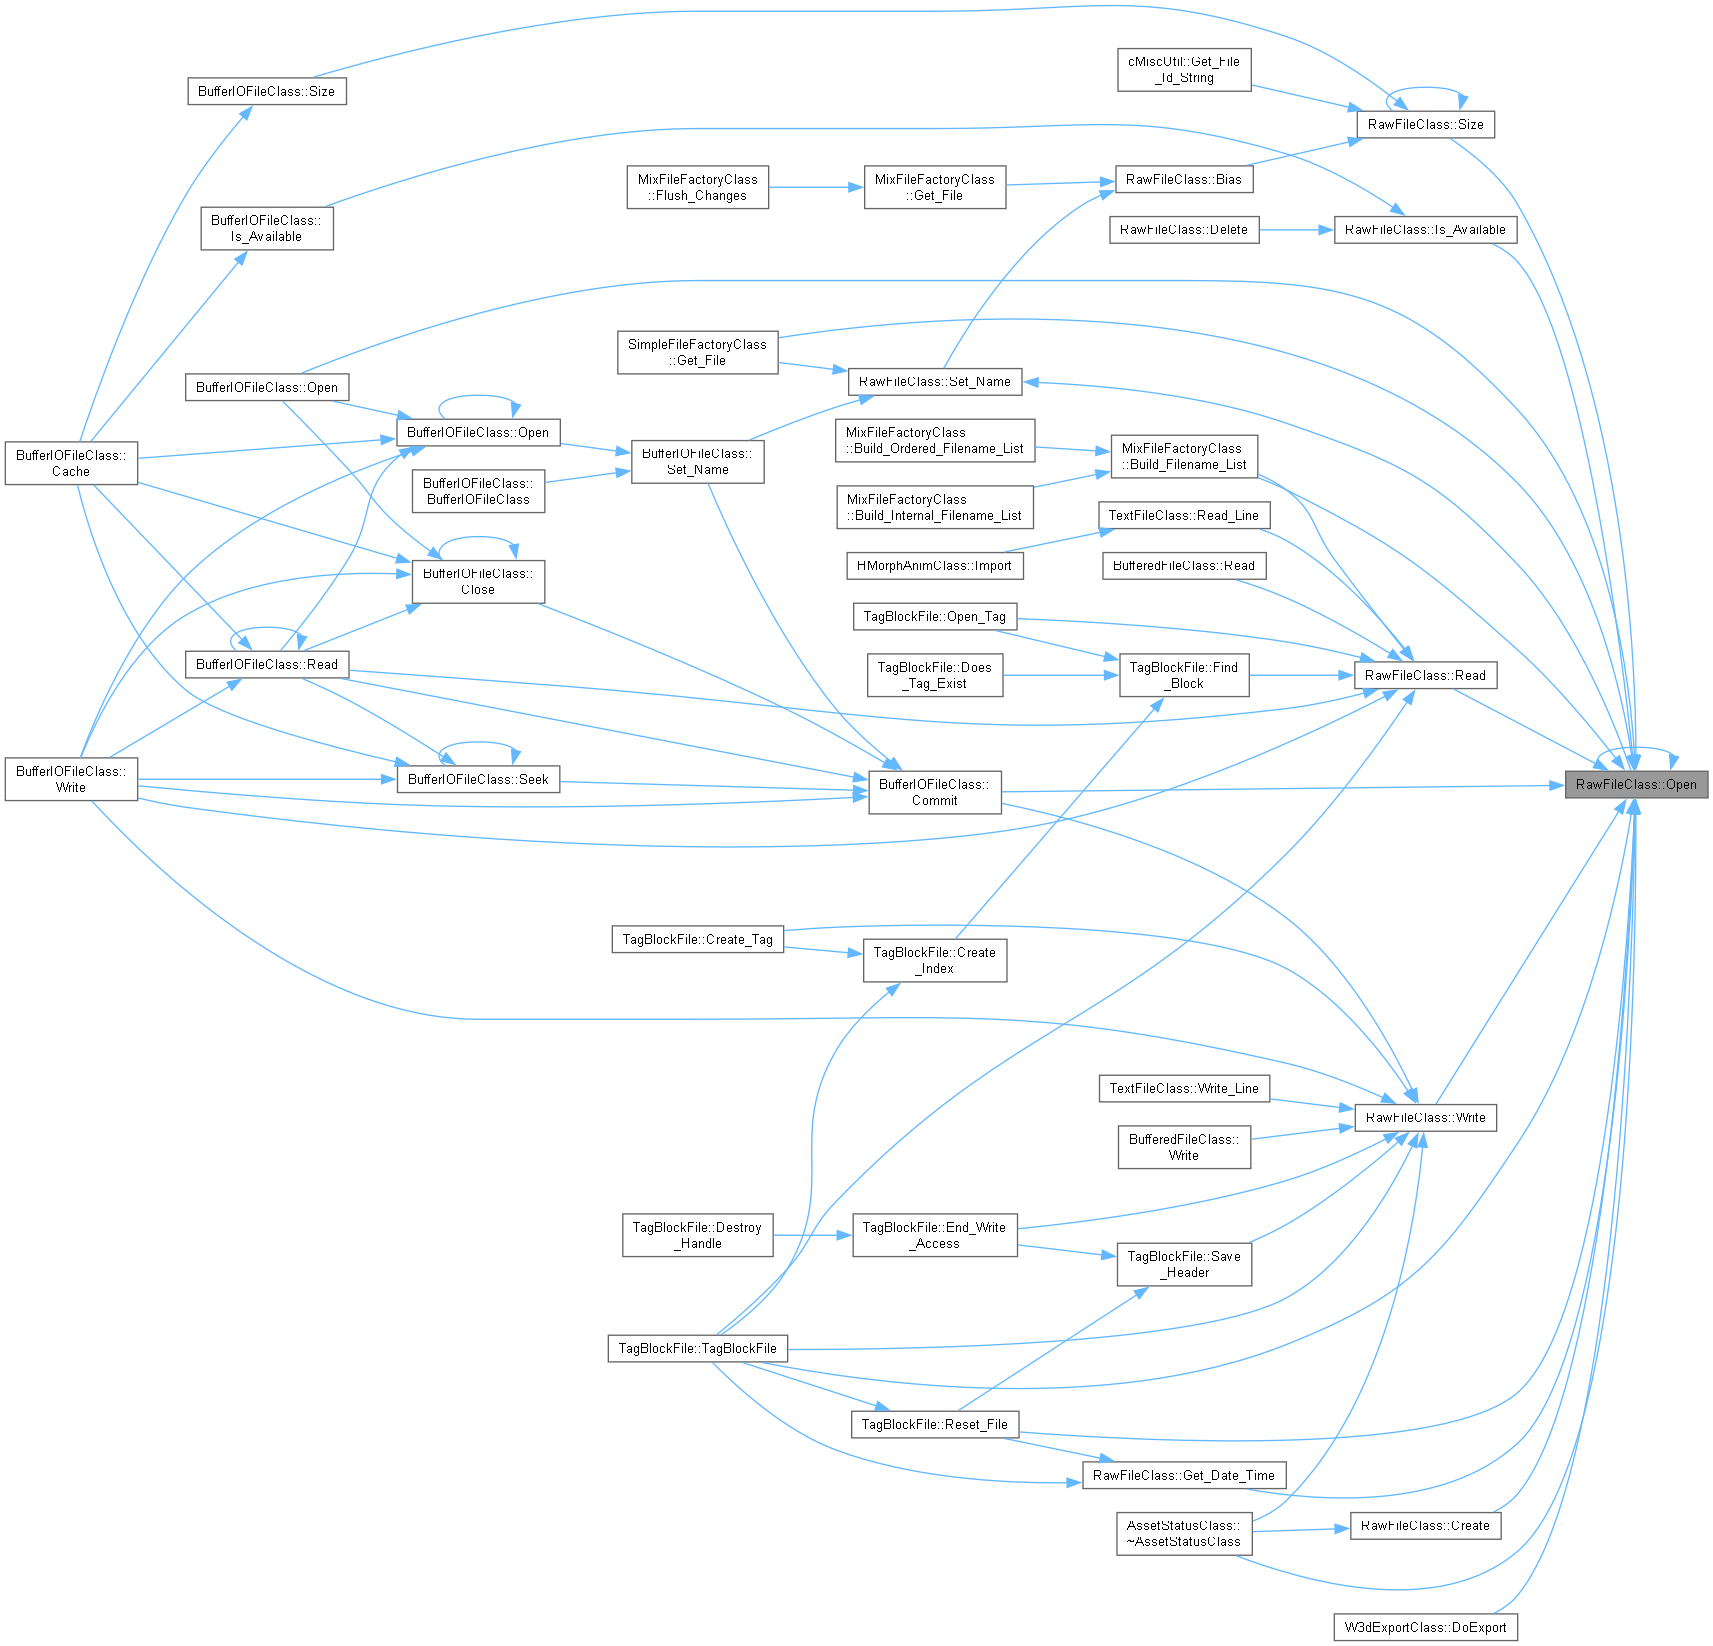 BufferIOFileClass::Size
cMiscUtil::Get_File
_Id_String
RawFileClass::Size
MixFileFactoryClass
::Flush_Changes
MixFileFactoryClass
::Get_File
RawFileClass::Bias
BufferIOFileClass::
Is_Available
RawFileClass::Delete
RawFileClass::Is_Available
SimpleFileFactoryClass
::Get_File
BufferIOFileClass::Open
RawFileClass::Set_Name
BufferIOFileClass::Open
MixFileFactoryClass
::Build_Ordered_Filename_List
MixFileFactoryClass
::Build_Filename_List
BufferIOFileClass::
Cache
BufferIOFileClass::
Set_Name
BufferIOFileClass::
BufferIOFileClass
MixFileFactoryClass
::Build_Internal_Filename_List
TextFileClass::Read_Line
HMorphAnimClass::Import
BufferedFileClass::Read
BufferIOFileClass::
Close
TagBlockFile::Open_Tag
BufferIOFileClass::Read
TagBlockFile::Does
_Tag_Exist
TagBlockFile::Find
_Block
RawFileClass::Read
BufferIOFileClass::
Write
BufferIOFileClass::Seek
BufferIOFileClass::
Commit
RawFileClass::Open
TagBlockFile::Create_Tag
TagBlockFile::Create
_Index
TextFileClass::Write_Line
RawFileClass::Write
BufferedFileClass::
Write
TagBlockFile::Destroy
_Handle
TagBlockFile::End_Write
_Access
TagBlockFile::Save
_Header
TagBlockFile::TagBlockFile
TagBlockFile::Reset_File
RawFileClass::Get_Date_Time
AssetStatusClass::
~AssetStatusClass
RawFileClass::Create
W3dExportClass::DoExport